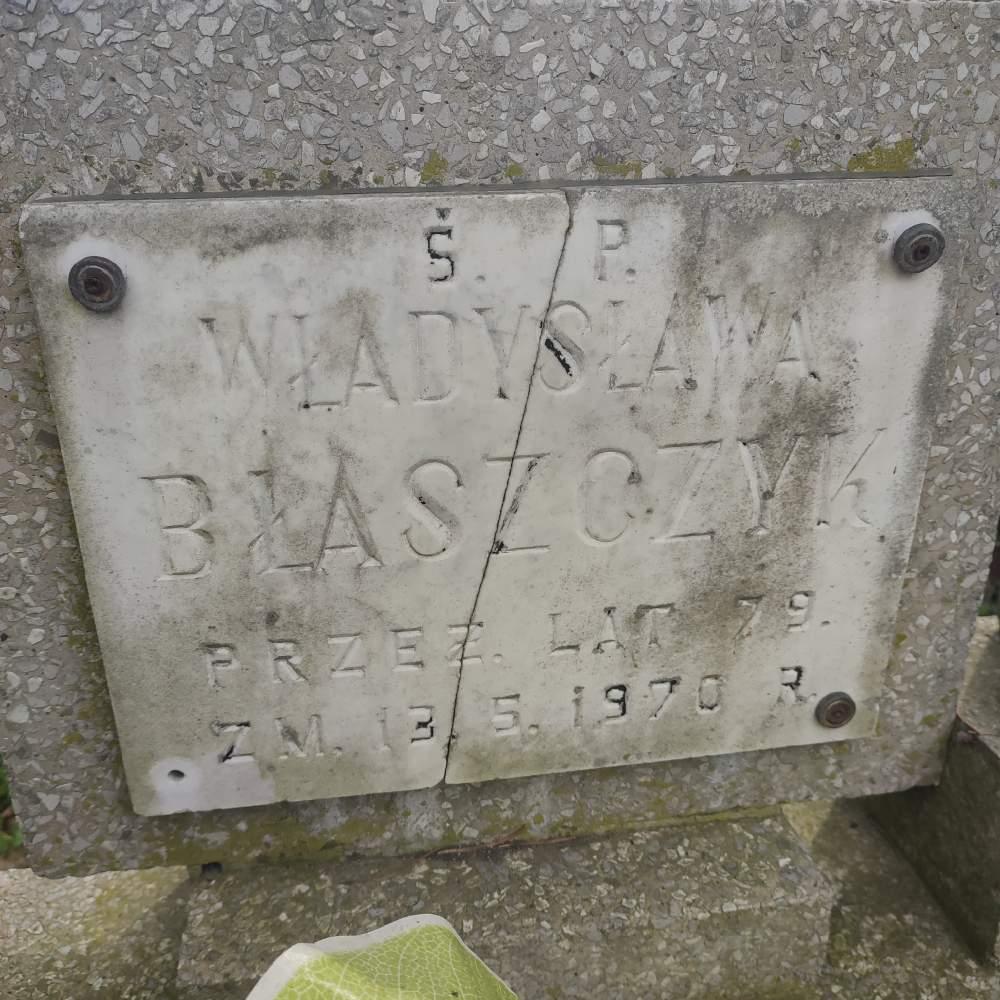 Ś. P.
WŁADYSŁAWA
BŁASZCZYK
PRZEŻ. LAT 79.
ZM. 13. 5. 1970 R.